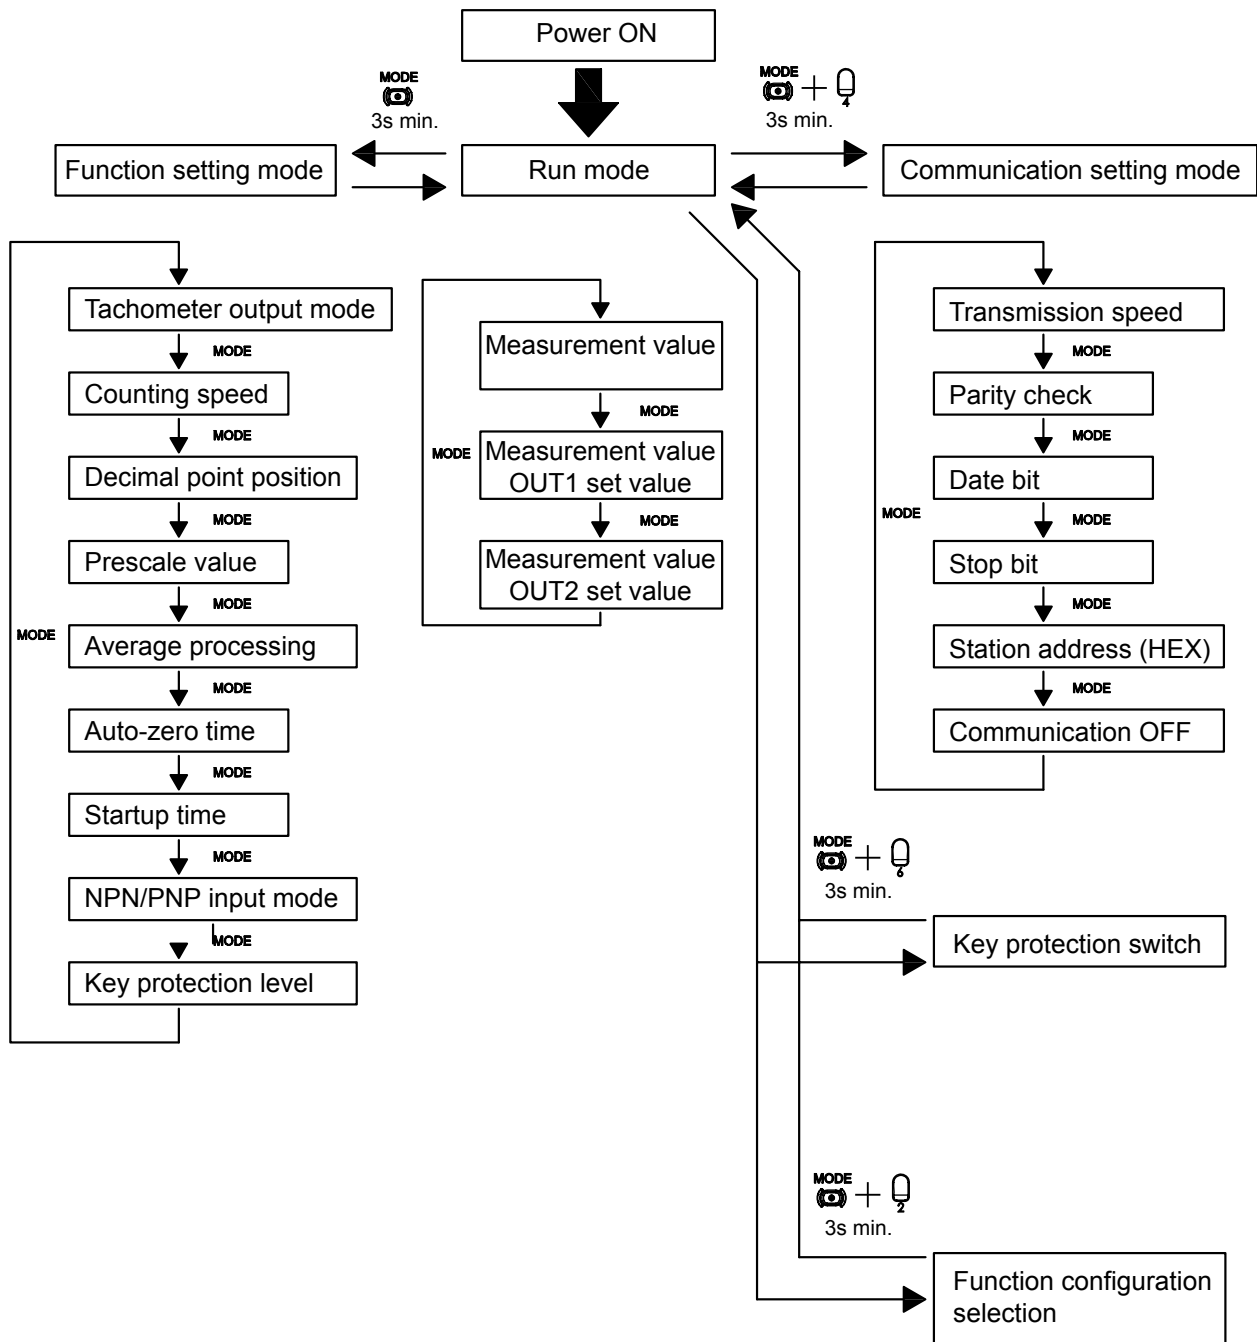 Power ON
MODE
3s min.
MODE
4
3s min.
Function setting mode
Run mode
Communication setting mode
Tachometer output mode
MODE
Counting speed
MODE
Decimal point position
MODE
Prescale value
MODE
MODE
Average processing
MODE
Auto-zero time
MODE
Startup time
MODE
NPN/PNP input mode
MODE
Key protection level
Measurement value
MODE
MODE
Measurement value
OUT1 set value
MODE
Measurement value
OUT2 set value
Transmission speed
MODE
Parity check
MODE
Date bit
MODE
MODE
Stop bit
MODE
Station address (HEX)
MODE
Communication OFF
MODE
6
3s min.
Key protection switch
MODE
2
3s min.
Function configuration
selection